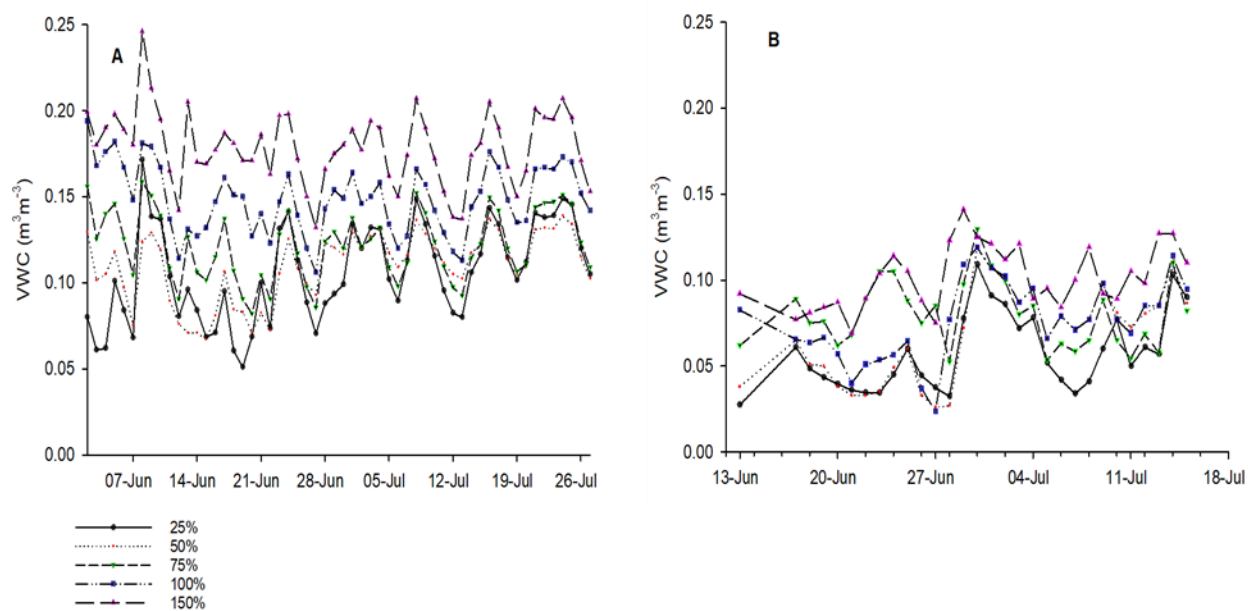 A
VWC (m³m⁻³)
0.25
0.20
0.15
0.10
0.05
0.00
07-Jun 14-Jun 21-Jun 28-Jun 05-Jul 12-Jul 19-Jul 26-Jul
B
VWC (m³m⁻³)
0.25
0.20
0.15
0.10
0.05
0.00
13-Jun 20-Jun 27-Jun 04-Jul 11-Jul 18-Jul
25%
50%
75%
100%
150%